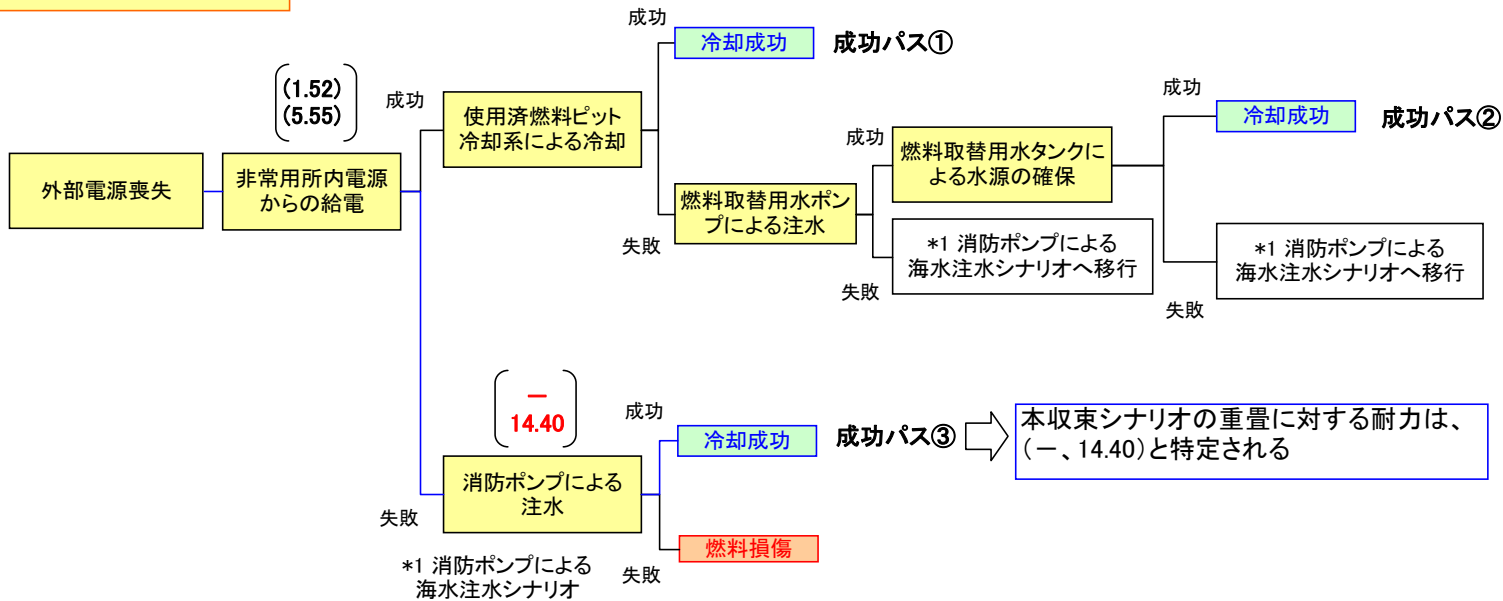 成功
冷却成功
成功パス①
(1.52)
(5.55)
成功
使用済燃料ピット
冷却系による冷却
成功
冷却成功
成功パス②
外部電源喪失
非常用所内電源
からの給電
成功
燃料取替用水タンクに
よる水源の確保
燃料取替用水ポン
プによる注水
失敗
*1 消防ポンプによる
海水注水シナリオへ移行
失敗
*1 消防ポンプによる
海水注水シナリオへ移行
失敗
－
14.40
成功
冷却成功
成功パス③
本収束シナリオの重畳に対する耐力は、
(－、14.40)と特定される
消防ポンプによる
注水
失敗
*1 消防ポンプによる
海水注水シナリオ
燃料損傷
失敗